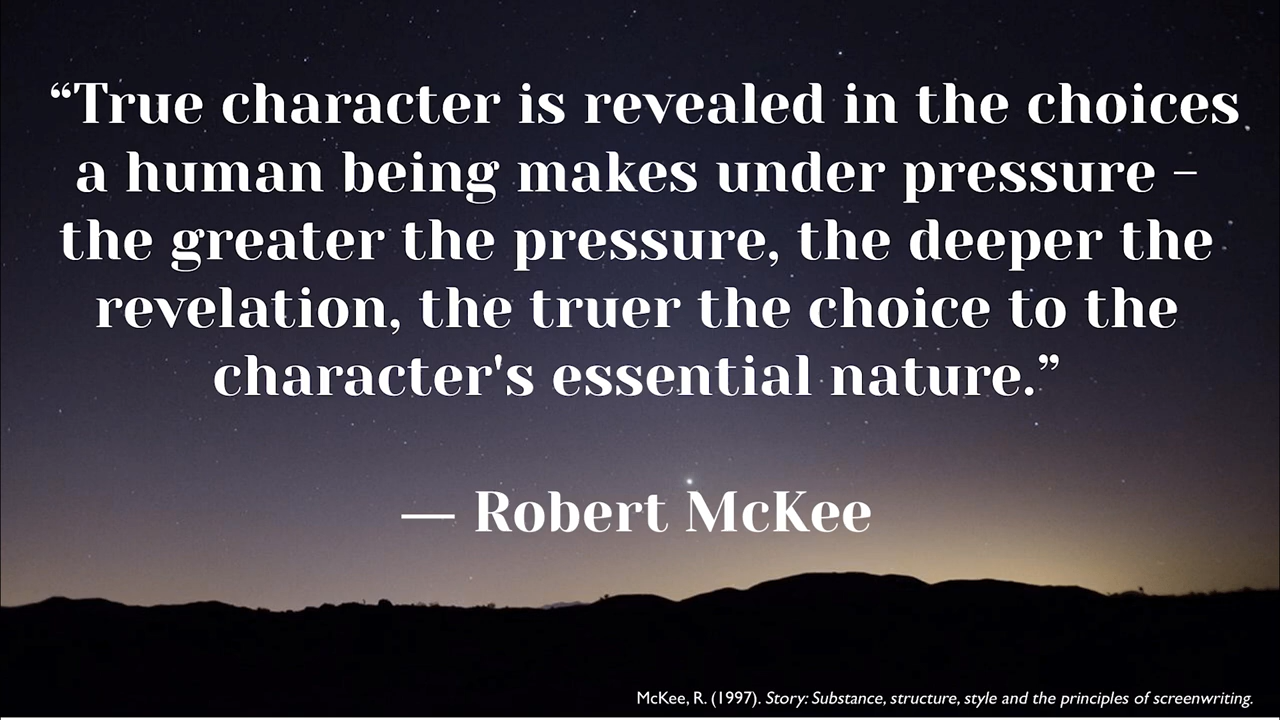 “True character is revealed in the choices
a human being makes under pressure –
the greater the pressure, the deeper the
revelation, the truer the choice to the
character's essential nature.”
— Robert McKee
McKee, R. (1997). Story: Substance, structure, style and the principles of screenwriting.